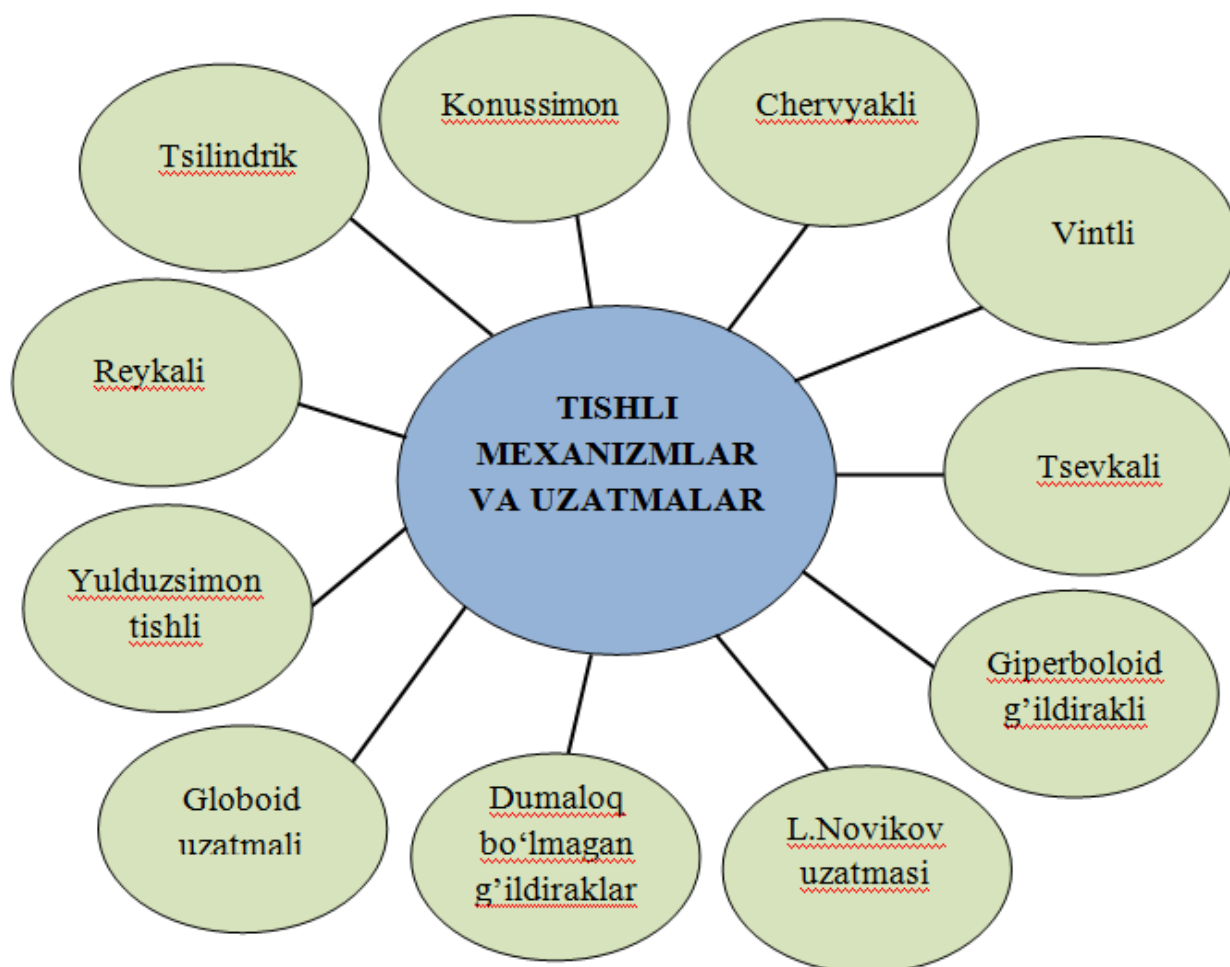 Konussimon
Chervyakli
Tsilindrik
Vintli
Reykali
TISHLI
MEXANIZMLAR
VA UZATMALAR
Tsevkali
Yulduzsimon
tishli
Giperboloid
g’ildirakli
Globoid
uzatmali
Dumaloq
bo‘lmagan
g’ildiraklar
L.Novikov
uzatmasi